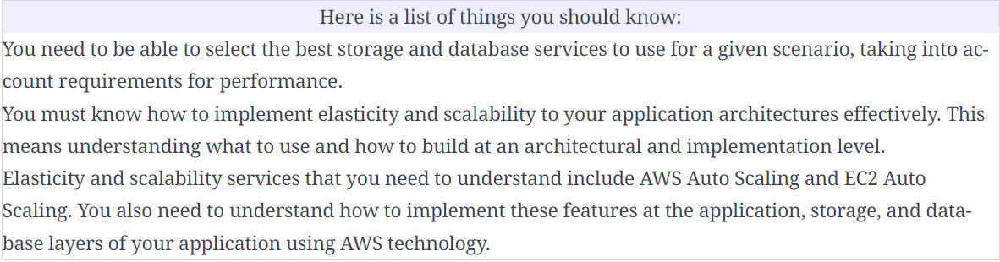 Here is a list of things you should know:
You need to be able to select the best storage and database services to use for a given scenario, taking into ac-
count requirements for performance.
You must know how to implement elasticity and scalability to your application architectures effectively. This
means understanding what to use and how to build at an architectural and implementation level.
Elasticity and scalability services that you need to understand include AWS Auto Scaling and EC2 Auto
Scaling. You also need to understand how to implement these features at the application, storage, and data-
base layers of your application using AWS technology.